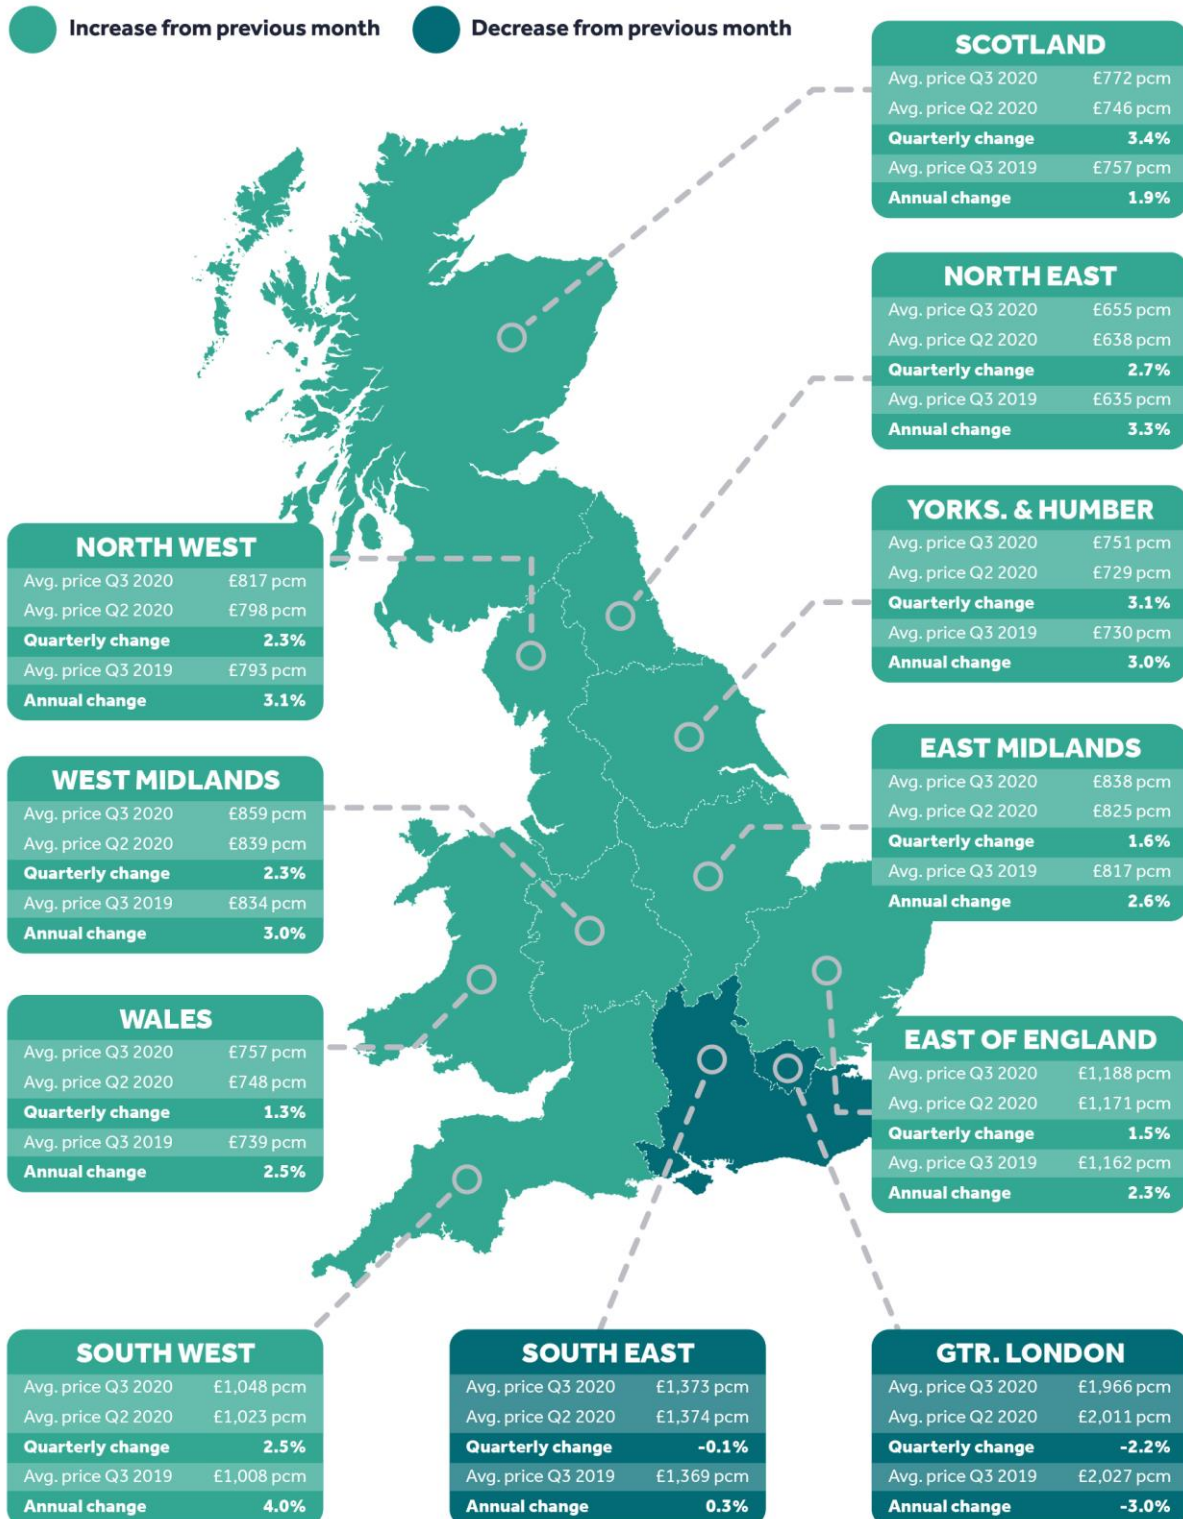 Increase from previous month
Decrease from previous month
SCOTLAND
Avg. price Q3 2020 £772 pcm
Avg. price Q2 2020 £746 pcm
Quarterly change 3.4%
Avg. price Q3 2019 £757 pcm
Annual change 1.9%
NORTH EAST
Avg. price Q3 2020 £655 pcm
Avg. price Q2 2020 £638 pcm
Quarterly change 2.7%
Avg. price Q3 2019 £635 pcm
Annual change 3.3%
YORKS. & HUMBER
Avg. price Q3 2020 £751 pcm
Avg. price Q2 2020 £729 pcm
Quarterly change 3.1%
Avg. price Q3 2019 £730 pcm
Annual change 3.0%
NORTH WEST
Avg. price Q3 2020 £817 pcm
Avg. price Q2 2020 £798 pcm
Quarterly change 2.3%
Avg. price Q3 2019 £793 pcm
Annual change 3.1%
EAST MIDLANDS
Avg. price Q3 2020 £838 pcm
Avg. price Q2 2020 £825 pcm
Quarterly change 1.6%
Avg. price Q3 2019 £817 pcm
Annual change 2.6%
WEST MIDLANDS
Avg. price Q3 2020 £859 pcm
Avg. price Q2 2020 £839 pcm
Quarterly change 2.3%
Avg. price Q3 2019 £834 pcm
Annual change 3.0%
WALES
Avg. price Q3 2020 £757 pcm
Avg. price Q2 2020 £748 pcm
Quarterly change 1.3%
Avg. price Q3 2019 £739 pcm
Annual change 2.5%
EAST OF ENGLAND
Avg. price Q3 2020 £1,188 pcm
Avg. price Q2 2020 £1,171 pcm
Quarterly change 1.5%
Avg. price Q3 2019 £1,162 pcm
Annual change 2.3%
SOUTH WEST
Avg. price Q3 2020 £1,048 pcm
Avg. price Q2 2020 £1,023 pcm
Quarterly change 2.5%
Avg. price Q3 2019 £1,008 pcm
Annual change 4.0%
SOUTH EAST
Avg. price Q3 2020 £1,373 pcm
Avg. price Q2 2020 £1,374 pcm
Quarterly change -0.1%
Avg. price Q3 2019 £1,369 pcm
Annual change 0.3%
GTR. LONDON
Avg. price Q3 2020 £1,966 pcm
Avg. price Q2 2020 £2,011 pcm
Quarterly change -2.2%
Avg. price Q3 2019 £2,027 pcm
Annual change -3.0%